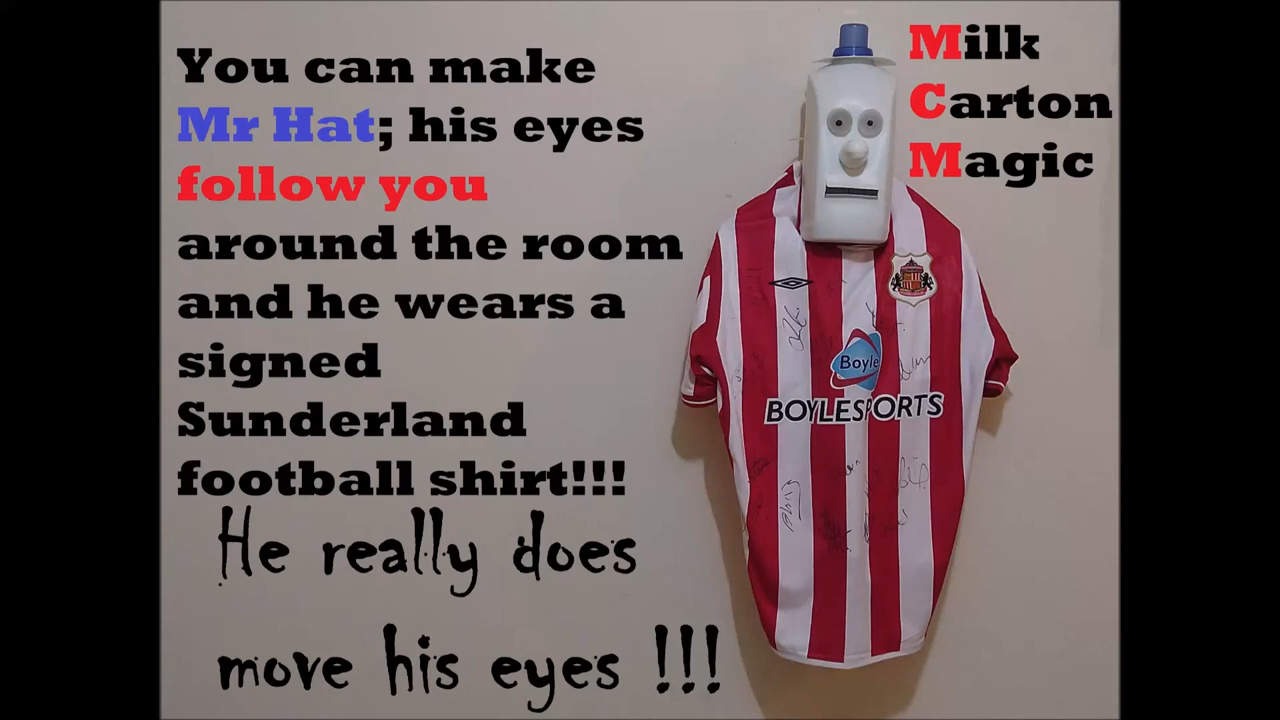 You can make
Mr Hat; his eyes
follow you
around the room
and he wears a
signed
Sunderland
football shirt!!!
He really does
move his eyes !!!
Milk
Carton
Magic
Boyle
BOYLESPORTS